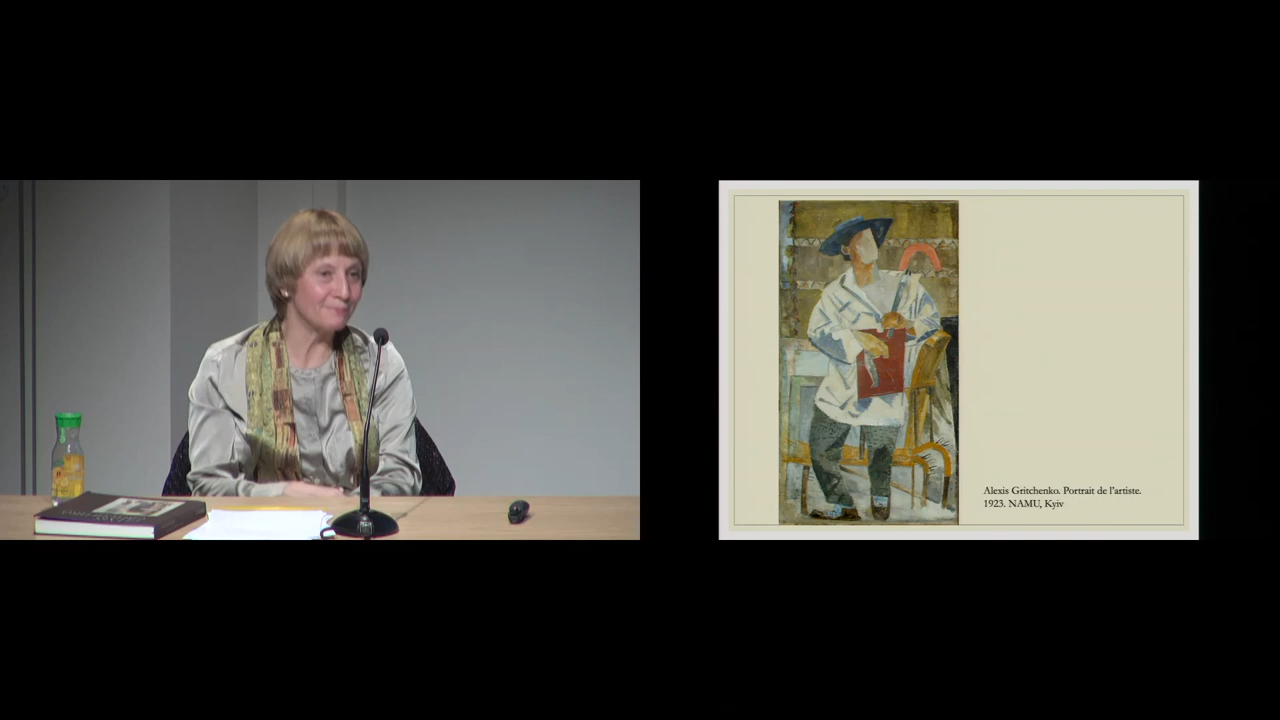 Alexis Gritchenko. Portrait de l'artiste.
1923. NAMU, Kyiv